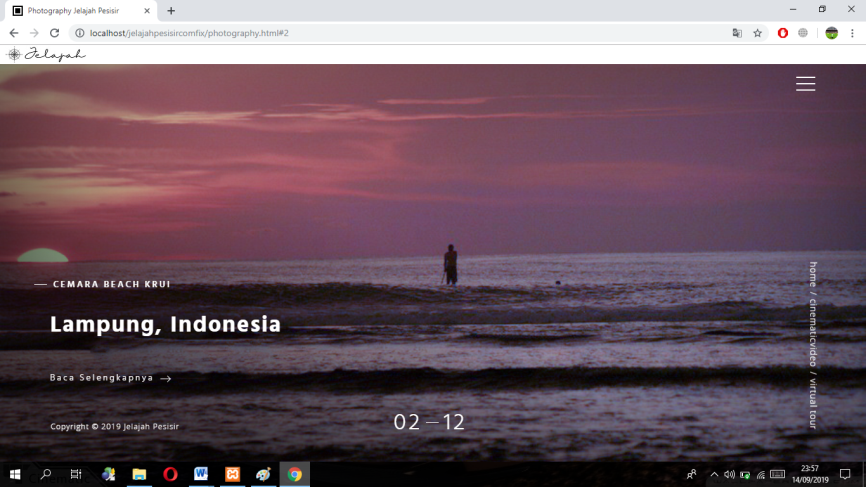 Photography Jelajah Pesisir
localhost/jelajahpesisircomfix/photography.html#2
Jelajah
CEMARA BEACH KRUI
Lampung, Indonesia
Baca Selengkapnya
Copyright © 2019 Jelajah Pesisir
02 — 12
home / cinematicvideo / virtual tour
23:57
14/09/2019